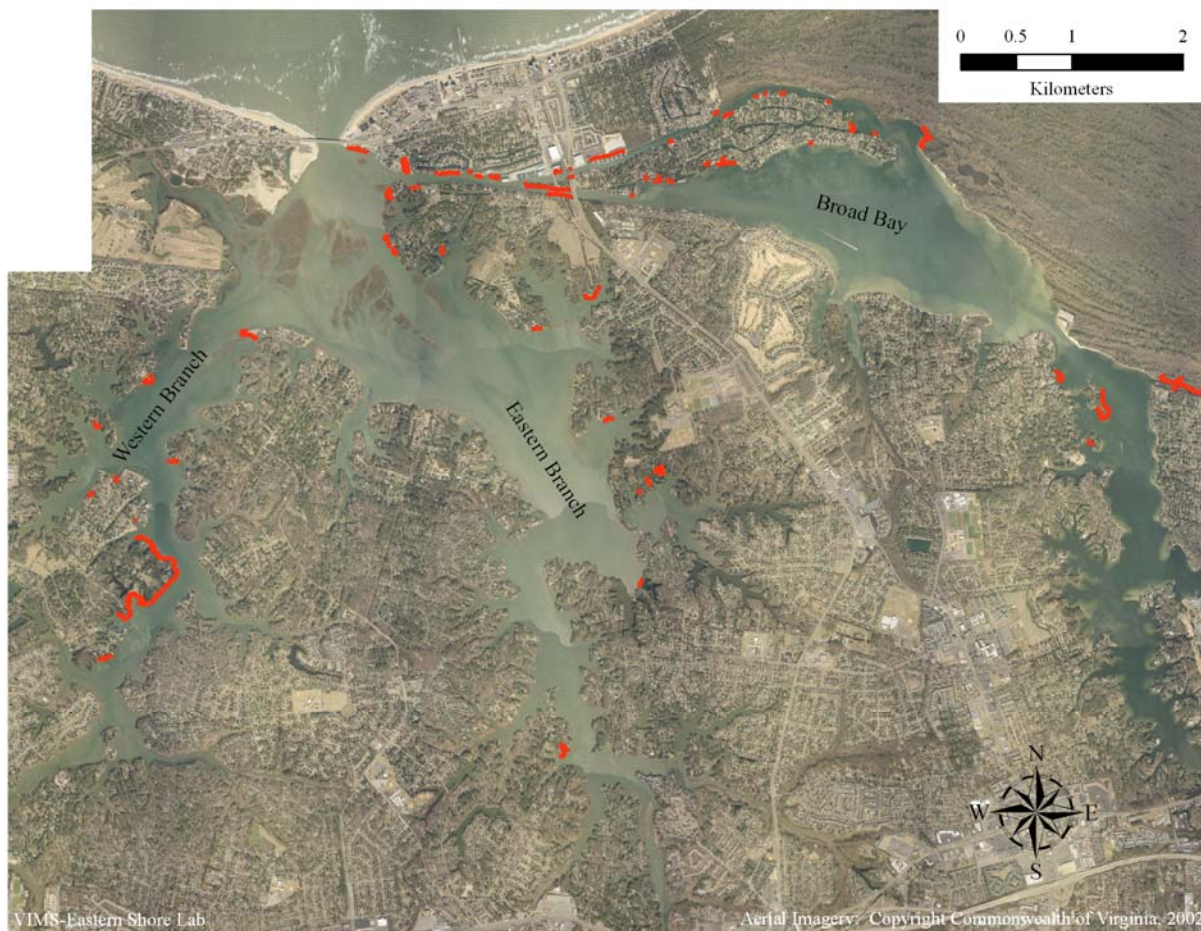 0 0.5 1 2
Kilometers
Broad Bay
Western Branch
Eastern Branch
N
W E
S
VIMS-Eastern Shore Lab
Aerial Imagery: Copyright Commonwealth of Virginia, 2002